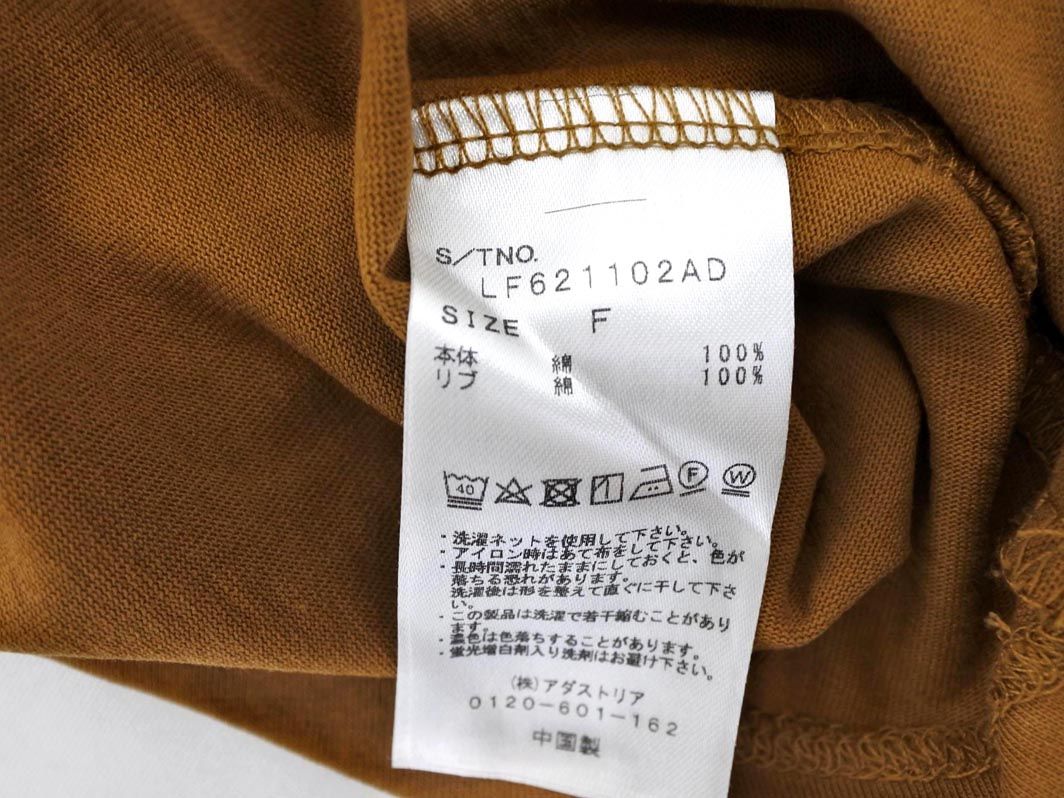 S/TNO.
LF621102AD
SIZE F
本体 綿 100%
リブ 綿 100%
40 F W
・洗濯ネットを使用して下さい。
・アイロン時はあて布をして下さい。
・長時間濡れたままにしておくと、色が
落ちる恐れがあります。
洗濯後は形を整えて直ぐに干して下さ
い。
・この製品は洗濯で若干縮むことがあり
ます。
・濃色は色落ちすることがあります。
・蛍光増白剤入り洗剤はお避け下さい。
(株)アダストリア
0120-601-162
中国製